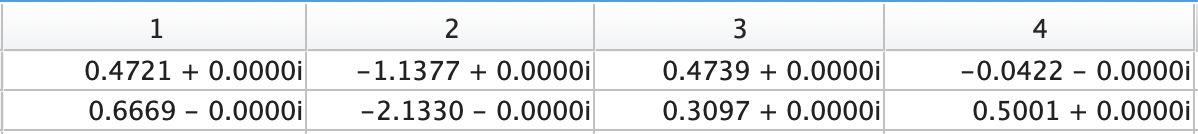 1 2 3 4
0.4721 + 0.0000i -1.1377 + 0.0000i 0.4739 + 0.0000i -0.0422 - 0.0000i
0.6669 - 0.0000i -2.1330 - 0.0000i 0.3097 + 0.0000i 0.5001 + 0.0000i